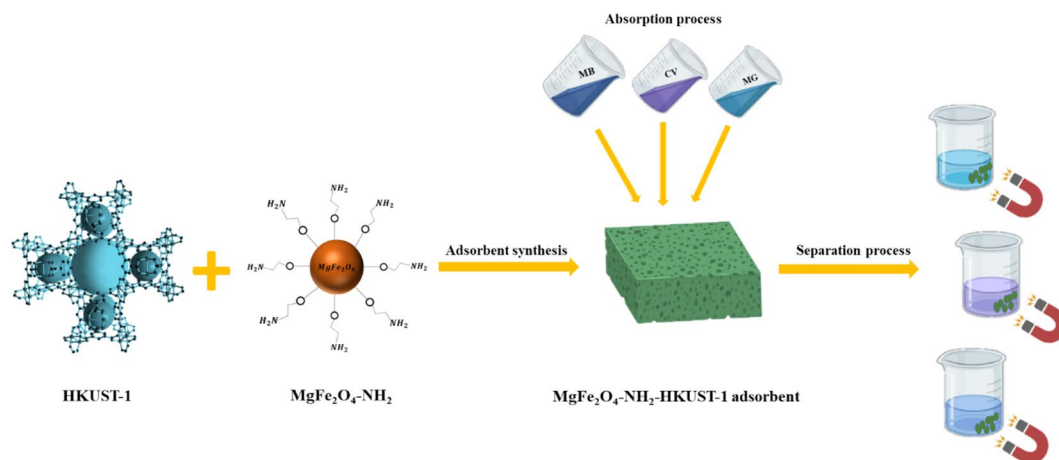 Absorption process
MB
CV
MG
NH₂
H₂N
NH₂
O
O
O
H₂N
O
MgFe₂O₄
O
NH₂
O
O
O
H₂N
NH₂
NH₂
Adsorbent synthesis
Separation process
HKUST-1
MgFe₂O₄-NH₂
MgFe₂O₄-NH₂-HKUST-1 adsorbent